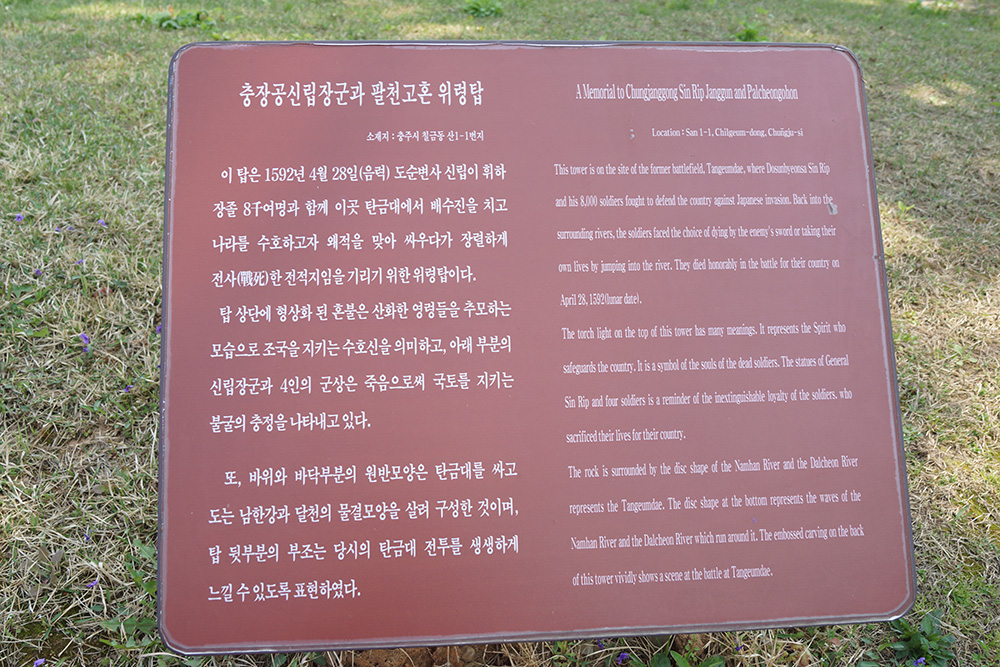 충장공신립장군과 팔천고혼 위령탑
소재지 : 충주시 칠금동 산1-1번지
이 탑은 1592년 4월 28일(음력) 도순변사 신립이 휘하
장졸 8千여명과 함께 이곳 탄금대에서 배수진을 치고
나라를 수호하고자 왜적을 맞아 싸우다가 장렬하게
전사(戰死)한 전적지임을 기리기 위한 위령탑이다.
탑 상단에 형상화 된 혼불은 산화한 영령들을 추모하는
모습으로 조국을 지키는 수호신을 의미하고, 아래 부분의
신립장군과 4인의 군상은 죽음으로써 국토를 지키는
불굴의 충정을 나타내고 있다.
또, 바위와 바닥부분의 원반모양은 탄금대를 싸고
도는 남한강과 달천의 물결모양을 살려 구성한 것이며,
탑 뒷부분의 부조는 당시의 탄금대 전투를 생생하게
느낄 수 있도록 표현하였다.
A Memorial to Chungjanggong Sin Rip Janggun and Palcheongohon
Location : San 1-1, Chilgeum-dong, Chungju-si
This tower is on the site of the former battlefield, Tangeumdae, where Dosunbyeonsa Sin Rip
and his 8,000 soldiers fought to defend the country against Japanese invasion. Back into the
surrounding rivers, the soldiers faced the choice of dying by the enemy's sword or taking their
own lives by jumping into the river. They died honorably in the battle for their country on
April 28, 1592(lunar date).
The torch light on the top of this tower has many meanings. It represents the Spirit who
safeguards the country. It is a symbol of the souls of the dead soldiers. The statues of General
Sin Rip and four soldiers is a reminder of the inextinguishable loyalty of the soldiers, who
sacrificed their lives for their country.
The rock is surrounded by the disc shape of the Namhan River and the Dalcheon River
represents the Tangeumdae. The disc shape at the bottom represents the waves of the
Namhan River and the Dalcheon River which run around it. The embossed carving on the back
of this tower vividly shows a scene at the battle at Tangeumdae.